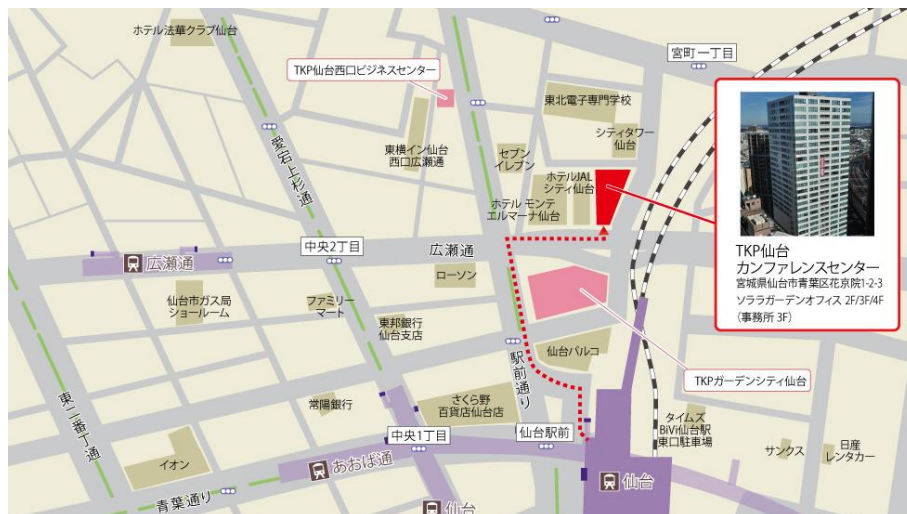 ホテル法華クラブ仙台
宮町一丁目
TKP仙台西口ビジネスセンター
東北電子専門学校
シティタワー
仙台
愛宕上杉通
東横イン仙台
西口広瀬通
セブン
イレブン
ホテルJAL
シティ仙台
ホテル モンテ
エルマーナ仙台
TKP仙台
カンファレンスセンター
宮城県仙台市青葉区花京院1-2-3
ソララガーデンオフィス 2F/3F/4F
(事務所 3F)
中央2丁目
広瀬通
広瀬通
ローソン
仙台市ガス局
ショールーム
ファミリー
マート
東邦銀行
仙台支店
駅前通り
仙台パルコ
TKPガーデンシティ仙台
東二番丁通
常陽銀行
さくら野
百貨店仙台店
中央1丁目
仙台駅前
タイムズ
BiVi仙台駅
東口駐車場
サンクス
日産
レンタカー
イオン
あおば通
仙台
仙台
青葉通り